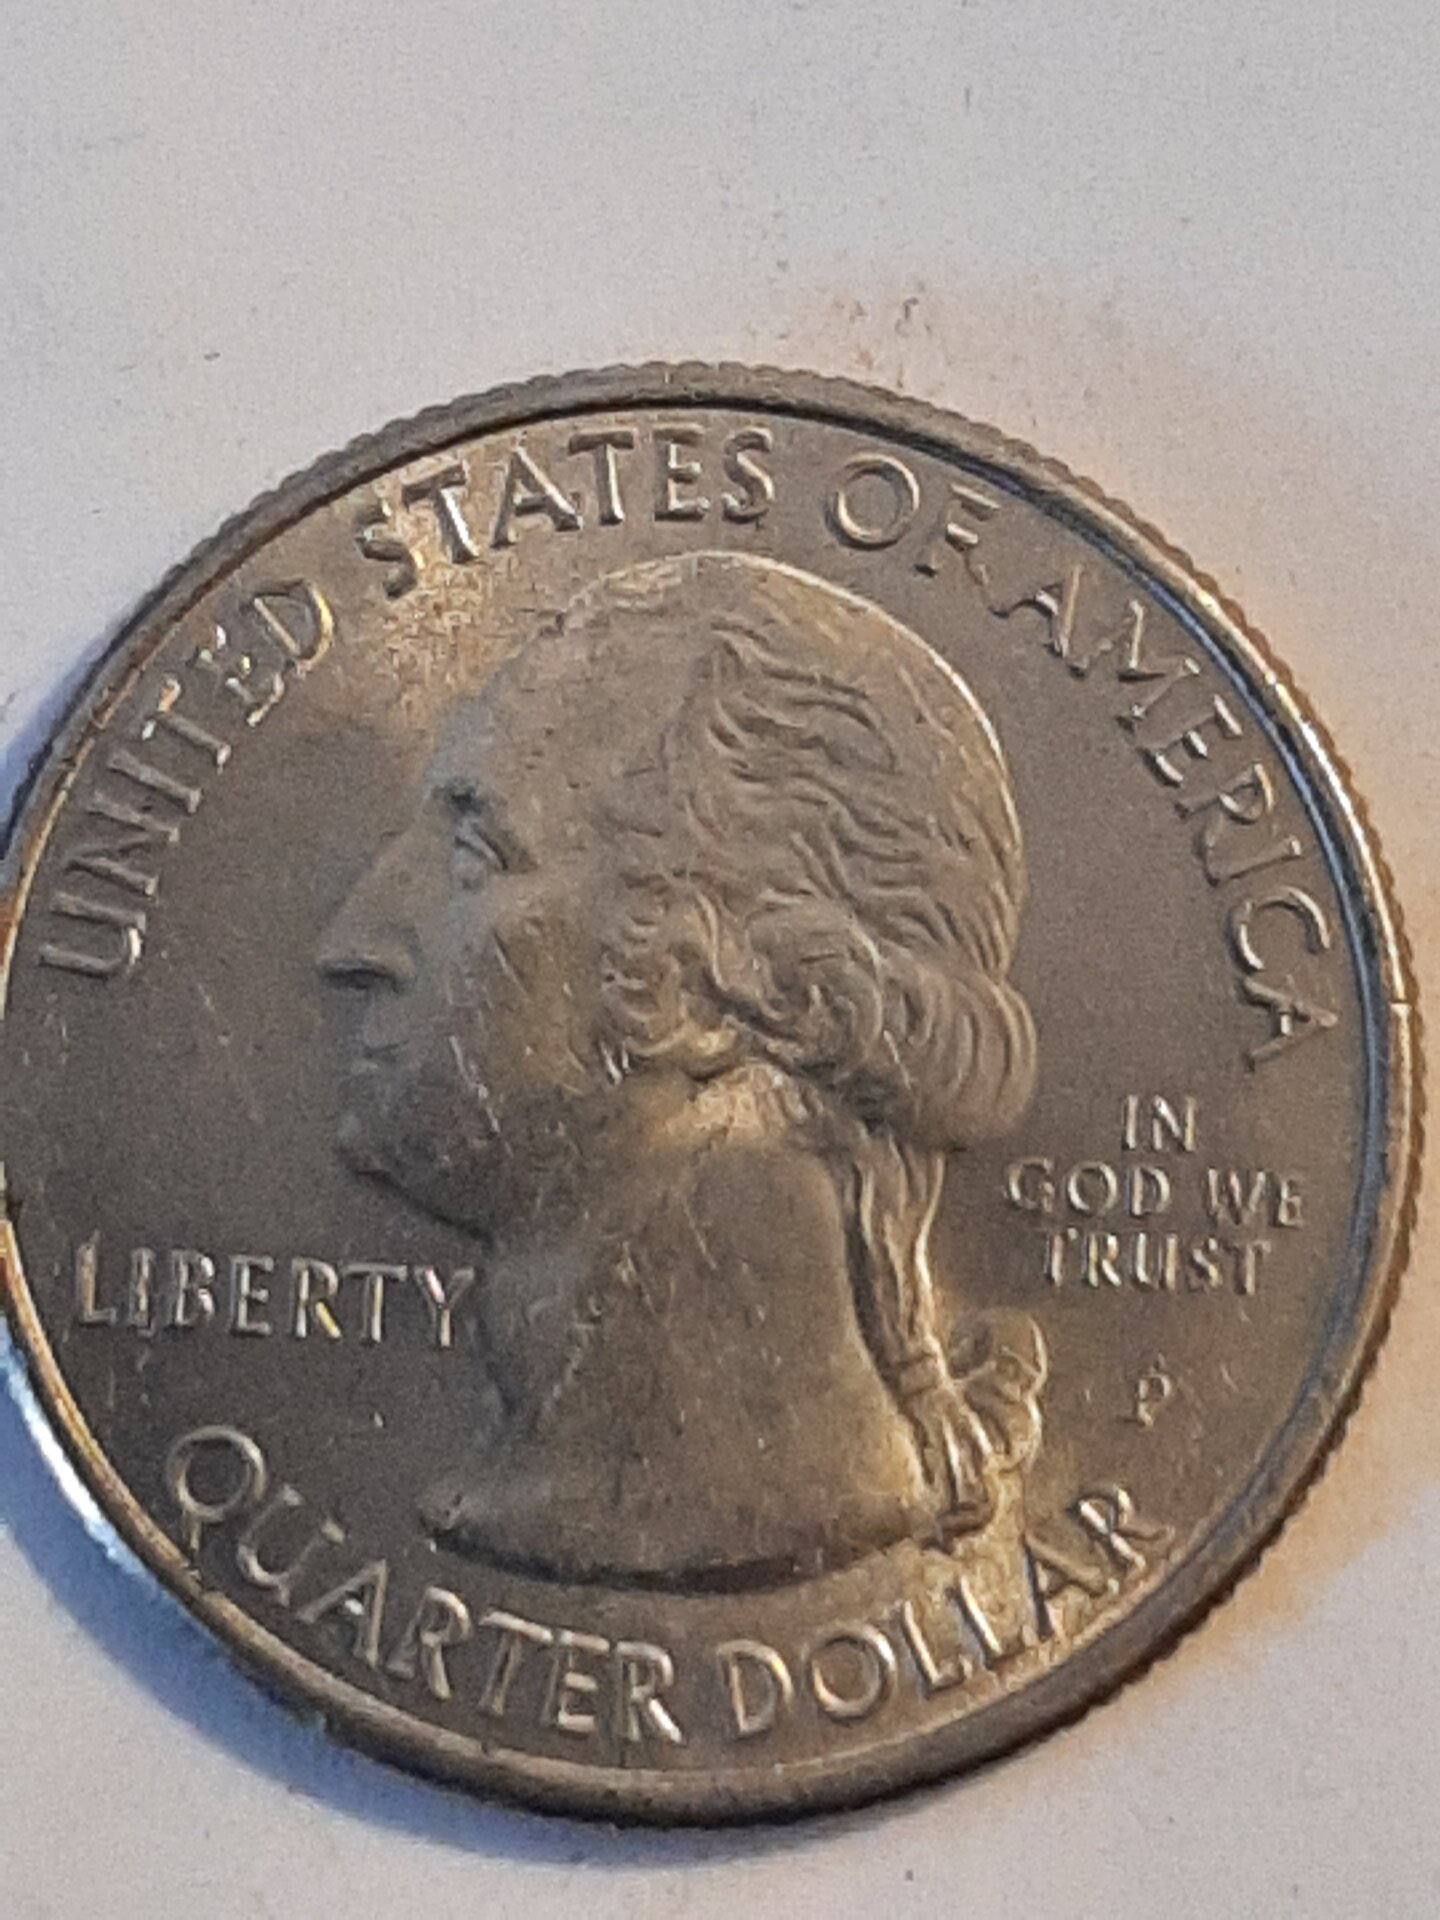 UNITED STATES OF AMERICA
IN
GOD WE
TRUST
LIBERTY
P
QUARTER DOLLAR